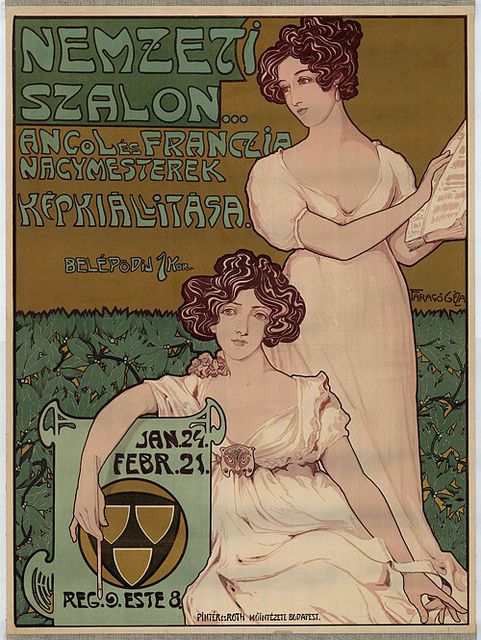 NEMZETI
SZALON...
ANGOL ÉS FRANCZIA
NAGYMESTEREK
KÉPKIÁLLITÁSA.
BELÉPŐDIJ 1 KOR.
FARAGÓ GÉZA
JAN. 24.
FEBR. 21.
REG. 9. ESTE 8.
PINTÉR ÉS ROTH MŰINTÉZETE BUDAPEST.